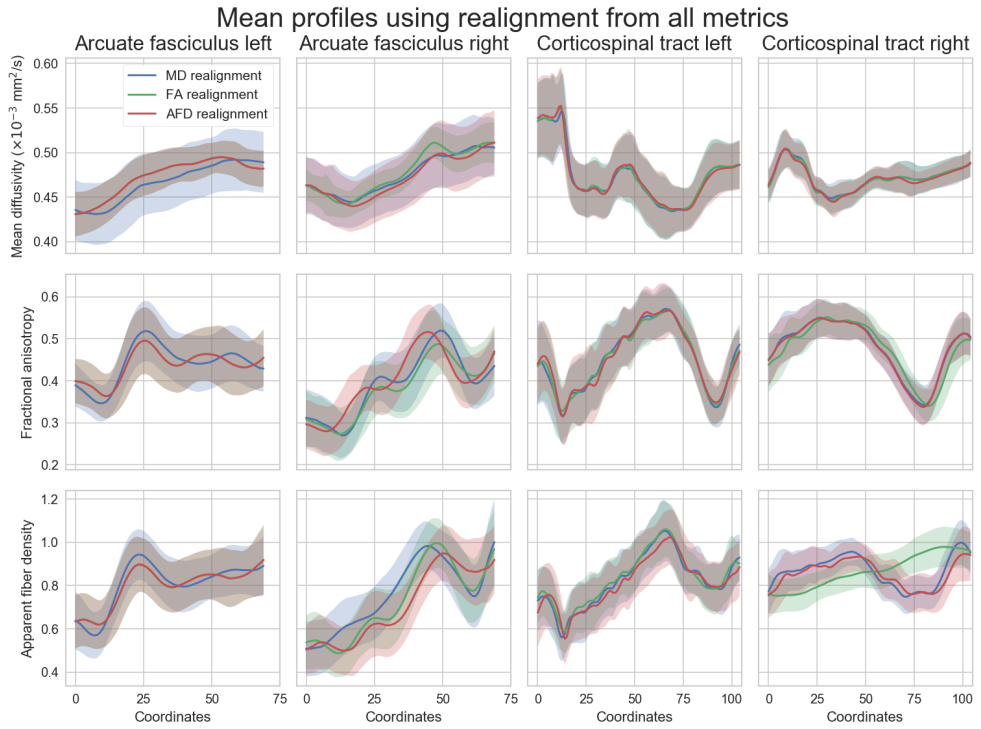 Mean profiles using realignment from all metrics
Arcuate fasciculus left
Arcuate fasciculus right
Corticospinal tract left
Corticospinal tract right
Mean diffusivity (×10⁻³ mm²/s)
0.60
0.55
0.50
0.45
0.40
MD realignment
FA realignment
AFD realignment
Fractional anisotropy
0.6
0.5
0.4
0.3
0.2
Apparent fiber density
1.2
1.0
0.8
0.6
0.4
0 25 50 75
0 25 50 75
0 25 50 75 100
0 25 50 75 100
Coordinates
Coordinates
Coordinates
Coordinates